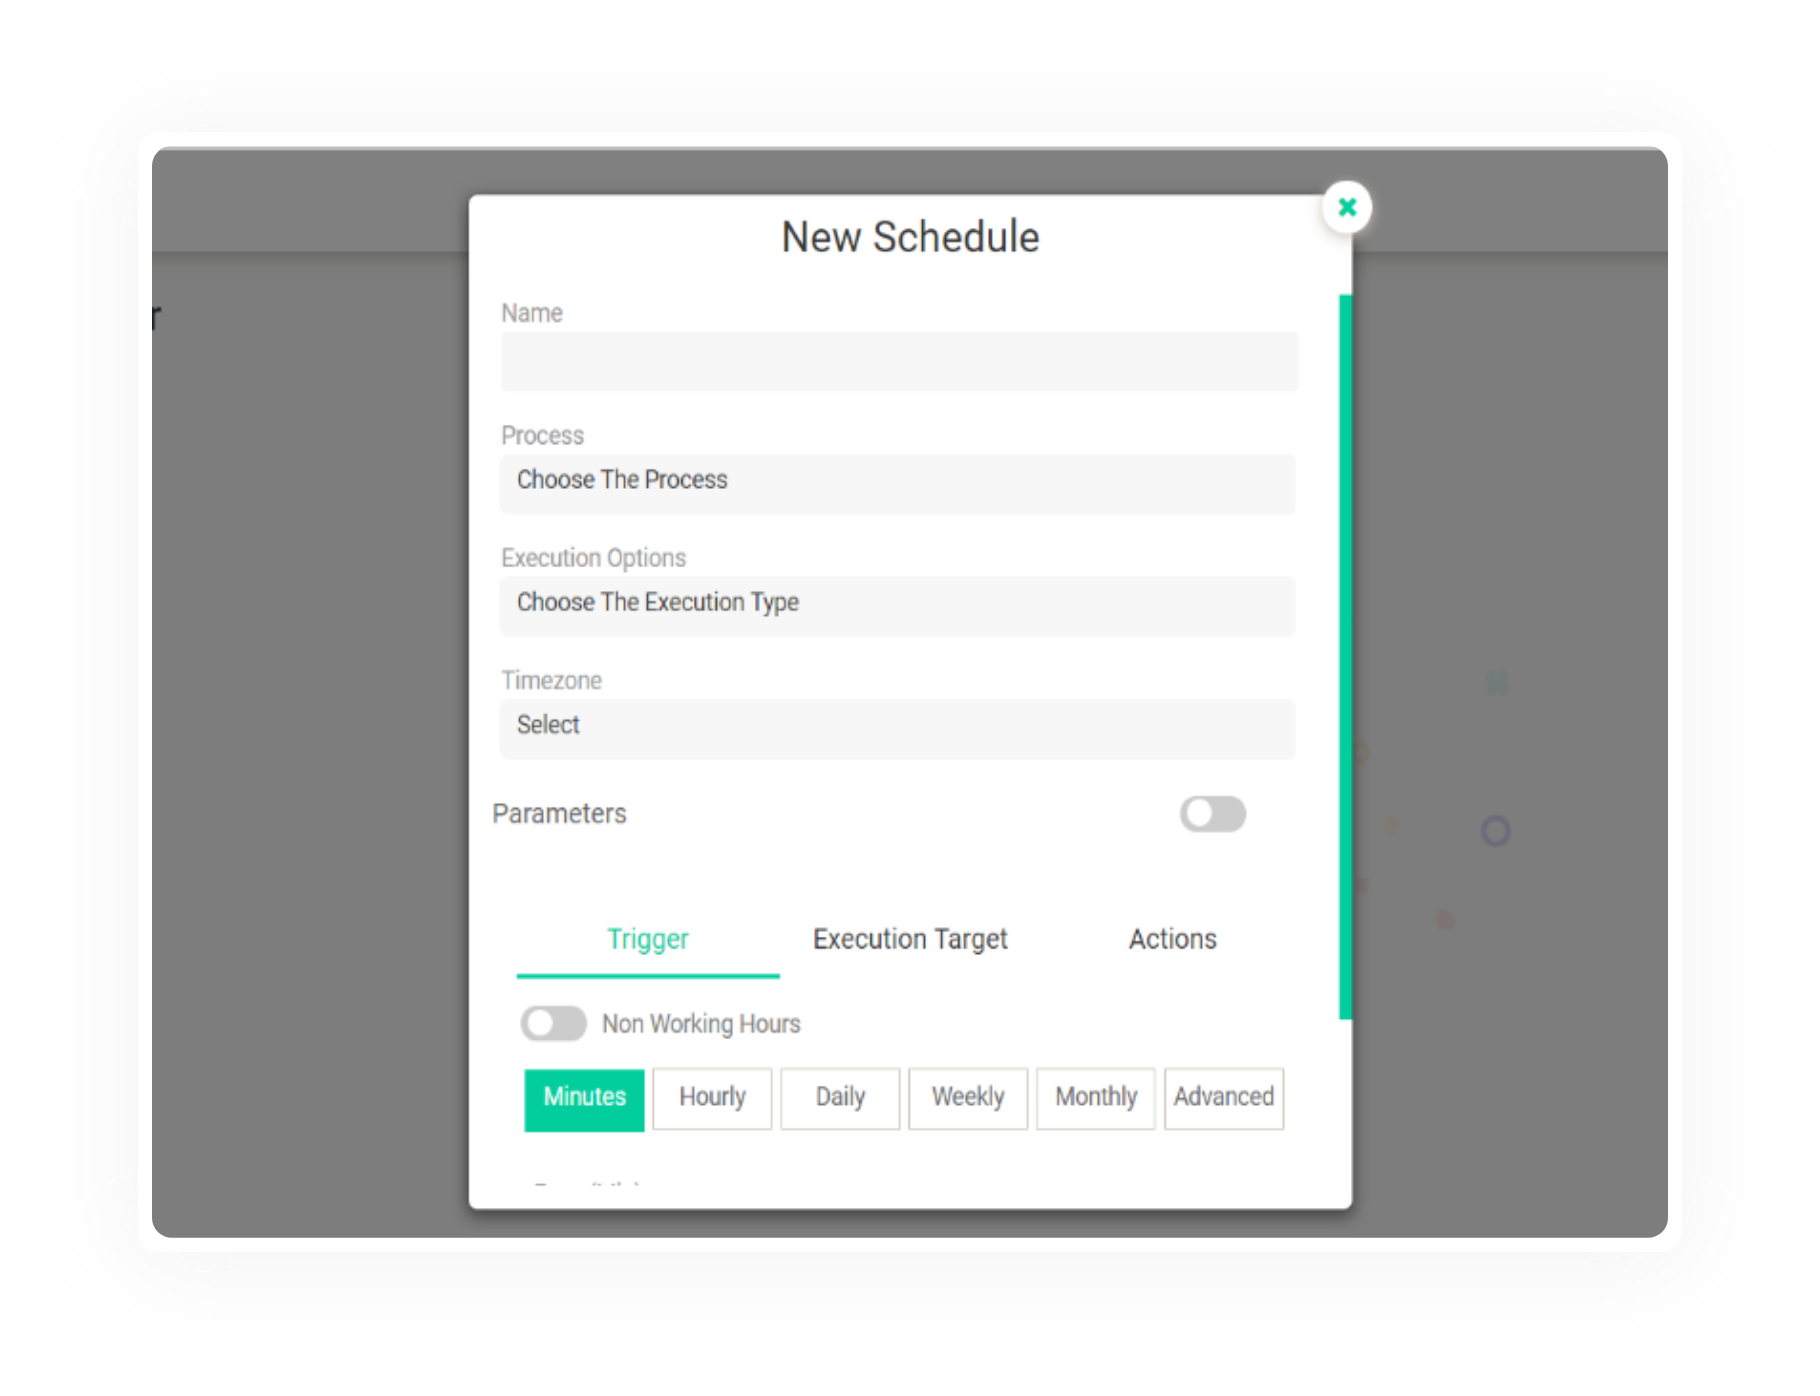 New Schedule
r
Name
Process
Choose The Process
Execution Options
Choose The Execution Type
Timezone
Select
Parameters
Trigger Execution Target Actions
Non Working Hours
Minutes Hourly Daily Weekly Monthly Advanced